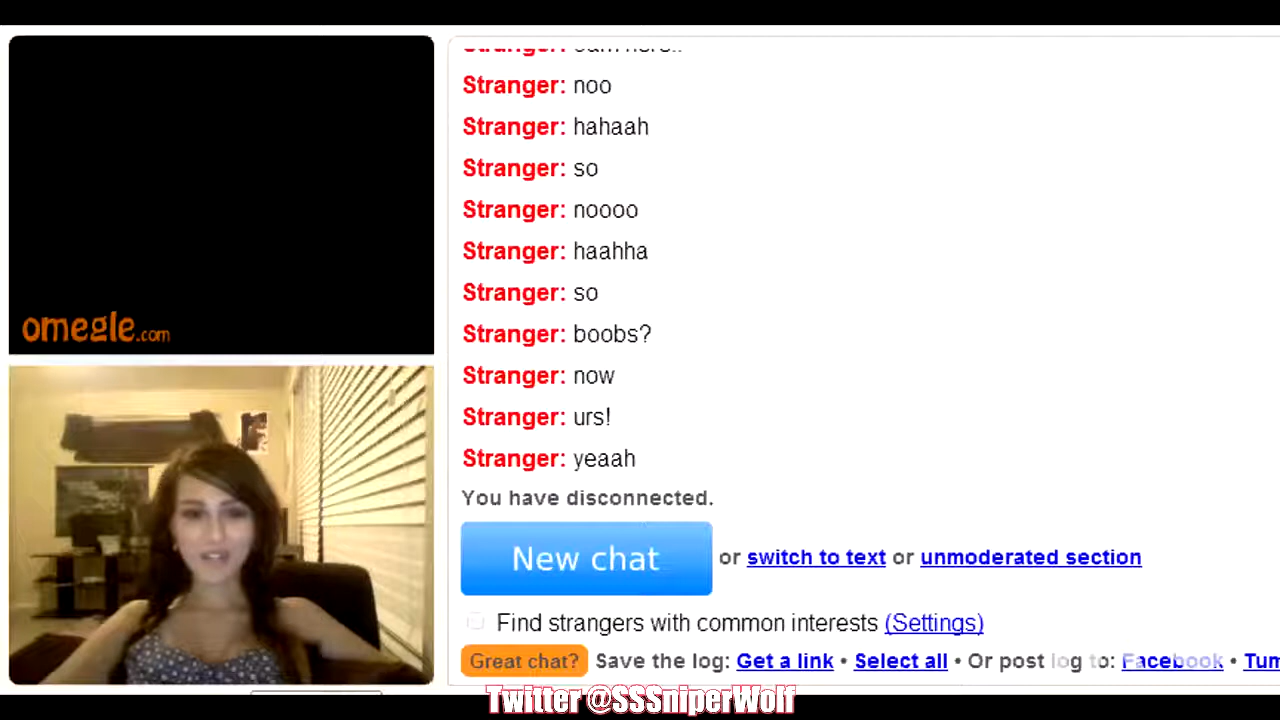 Stranger:
Stranger: noo
Stranger: hahaah
Stranger: so
Stranger: noooo
Stranger: haahha
Stranger: so
Stranger: boobs?
Stranger: now
Stranger: urs!
Stranger: yeaah
You have disconnected.
New chat or switch to text or unmoderated section
Find strangers with common interests (Settings)
Great chat? Save the log: Get a link • Select all • Or post log to: Facebook • Tum
omegle.com
Twitter @SSSniperWolf